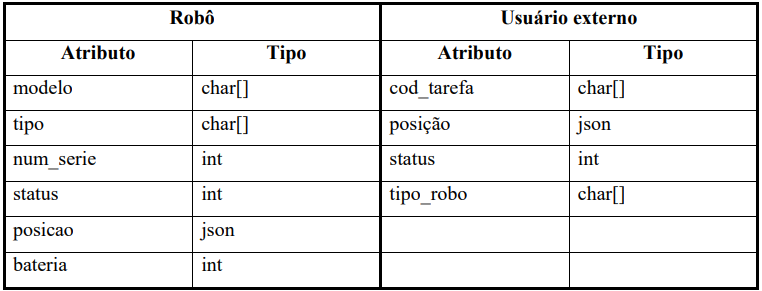 Robô Usuário externo
Atributo Tipo Atributo Tipo
modelo char[] cod_tarefa char[]
tipo char[] posição json
num_serie int status int
status int tipo_robo char[]
posicao json
bateria int